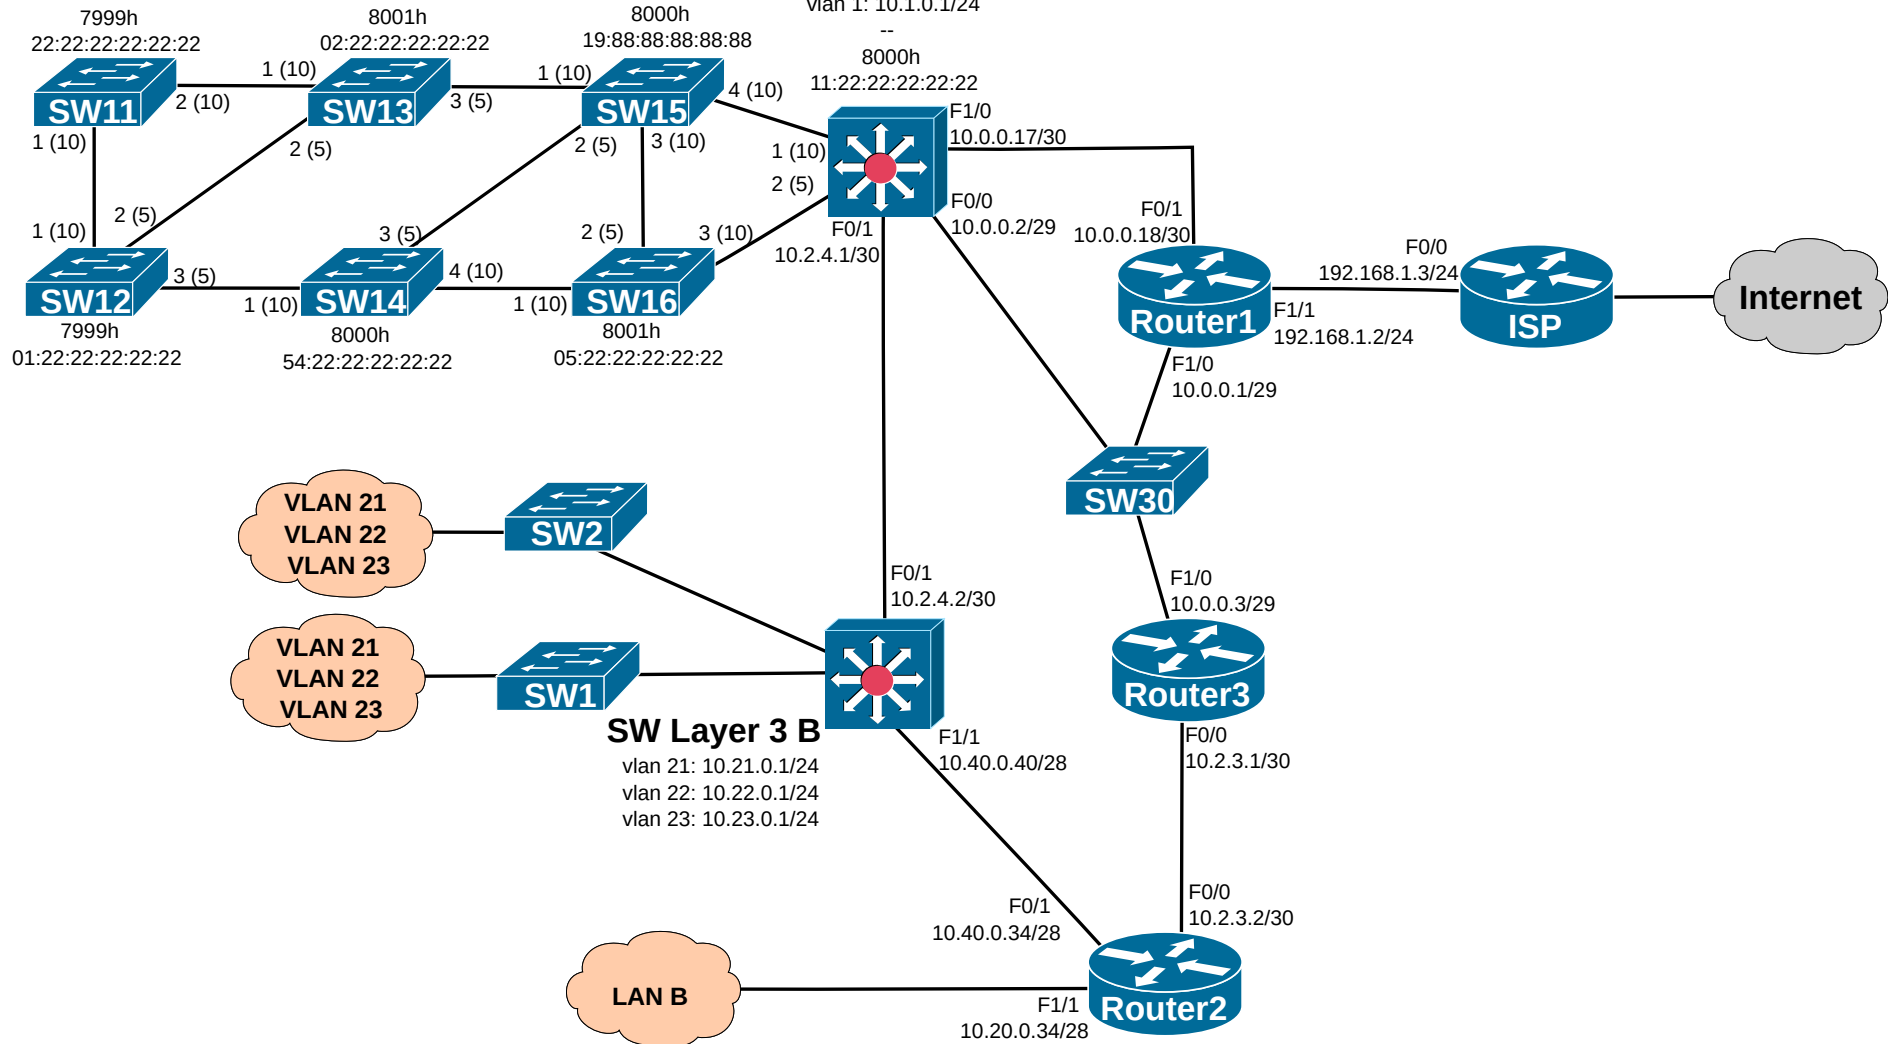 vlan 1: 10.1.0.1/24
--
8000h
11:22:22:22:22:22
7999h
22:22:22:22:22:22
8001h
02:22:22:22:22:22
8000h
19:88:88:88:88:88
SW11
SW13
SW15
1 (10)
2 (10)
1 (10)
3 (5)
2 (5)
1 (10)
1 (10)
4 (10)
2 (5)
3 (10)
1 (10)
2 (5)
F1/0
10.0.0.17/30
F0/0
10.0.0.2/29
F0/1
10.2.4.1/30
1 (10)
2 (5)
3 (5)
3 (5)
1 (10)
4 (10)
2 (5)
1 (10)
3 (10)
SW12
SW14
SW16
7999h
01:22:22:22:22:22
8000h
54:22:22:22:22:22
8001h
05:22:22:22:22:22
F0/1
10.0.0.18/30
F0/0
192.168.1.3/24
Router1
F1/1
192.168.1.2/24
ISP
Internet
F1/0
10.0.0.1/29
SW30
VLAN 21
VLAN 22
VLAN 23
SW2
VLAN 21
VLAN 22
VLAN 23
SW1
F0/1
10.2.4.2/30
F1/0
10.0.0.3/29
Router3
SW Layer 3 B
vlan 21: 10.21.0.1/24
vlan 22: 10.22.0.1/24
vlan 23: 10.23.0.1/24
F1/1
10.40.0.40/28
F0/0
10.2.3.1/30
F0/0
10.2.3.2/30
F0/1
10.40.0.34/28
LAN B
Router2
F1/1
10.20.0.34/28